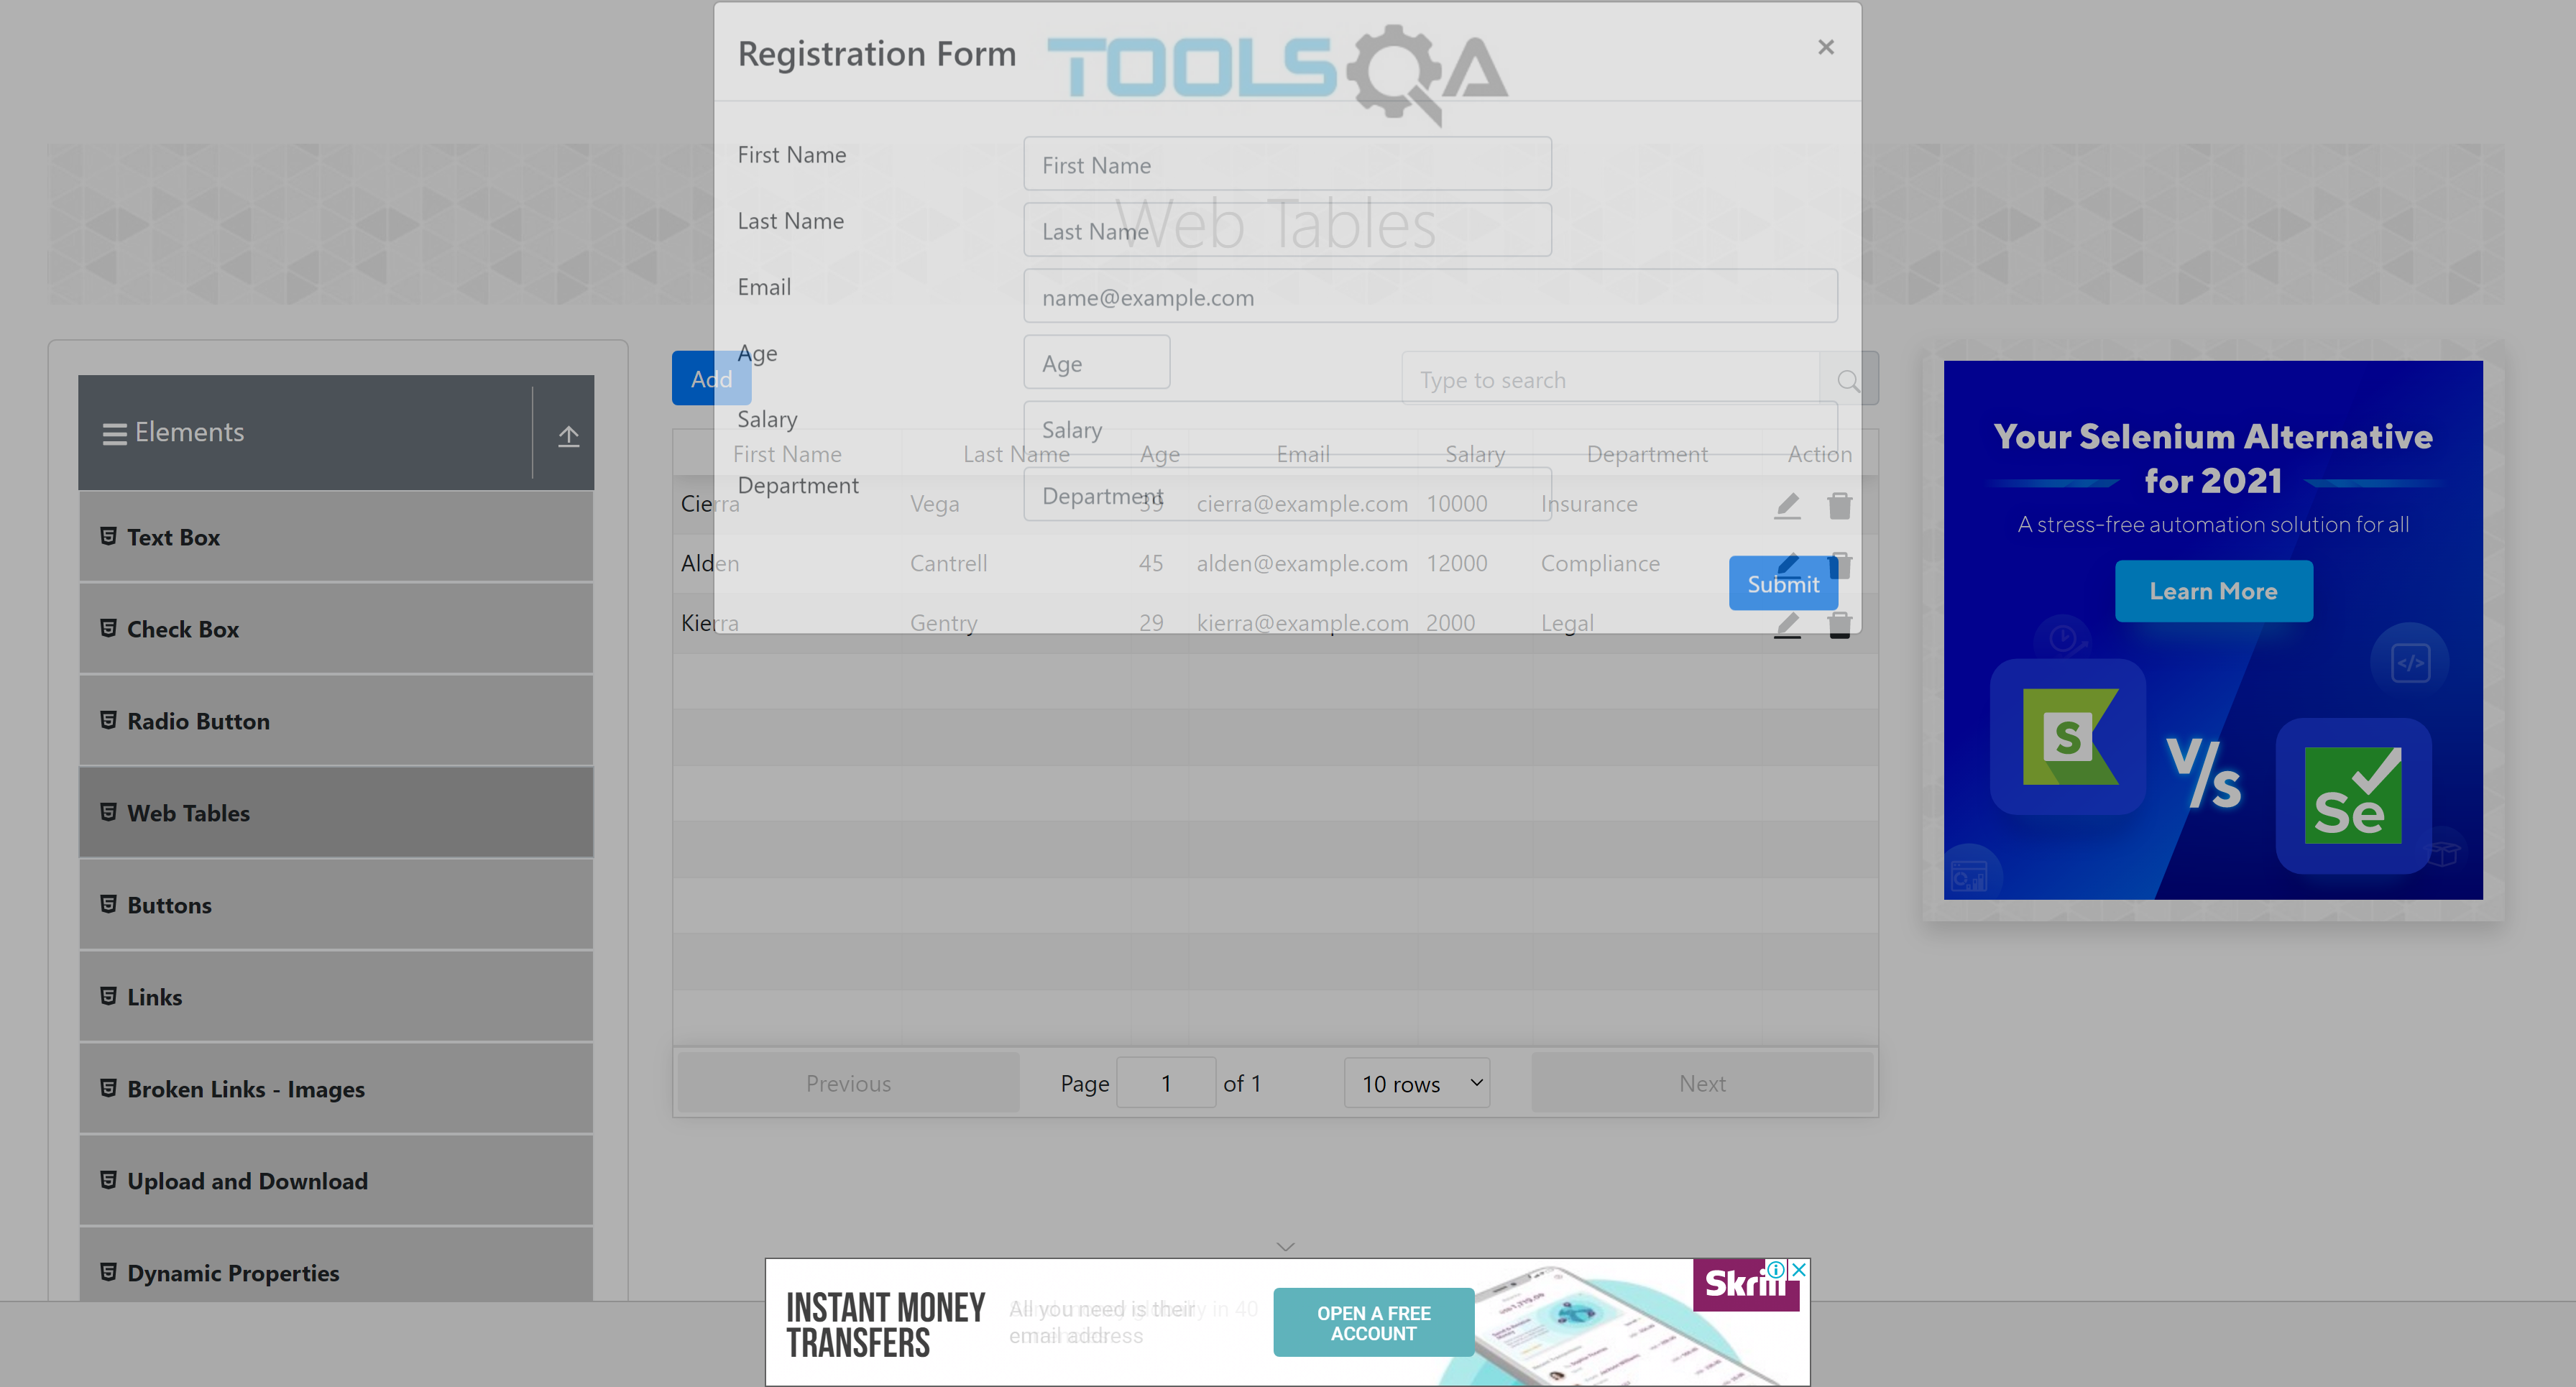 Registration Form
TOOLSQA
First Name
First Name
Web Tables
Last Name
Last Name
Email
name@example.com
Age
Age
Add
Type to search
Salary
Salary
First Name Last Name Age Email Salary Department Action
Department
Department
Cierra Vega 39 cierra@example.com 10000 Insurance
Alden Cantrell 45 alden@example.com 12000 Compliance
Submit
Kierra Gentry 29 kierra@example.com 2000 Legal
Previous Page 1 of 1 10 rows Next
Elements
Text Box
Check Box
Radio Button
Web Tables
Buttons
Links
Broken Links - Images
Upload and Download
Dynamic Properties
Your Selenium Alternative
for 2021
A stress-free automation solution for all
Learn More
S
V/S
Se
INSTANT MONEY
TRANSFERS
All you need is their
email address
OPEN A FREE
ACCOUNT
Skrill